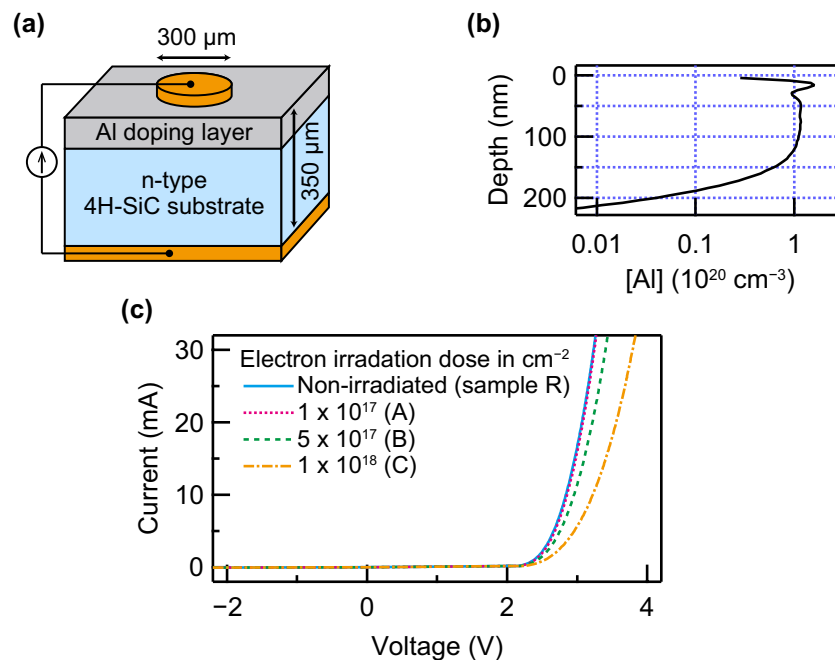 (a)
300 μm
Al doping layer
n-type
4H-SiC substrate
350 μm
(b)
Depth (nm)
0
100
200
0.01 0.1 1
[Al] (10²⁰ cm⁻³)
(c)
Current (mA)
30
20
10
0
Electron irradation dose in cm⁻²
Non-irradiated (sample R)
1 x 10¹⁷ (A)
5 x 10¹⁷ (B)
1 x 10¹⁸ (C)
−2 0 2 4
Voltage (V)